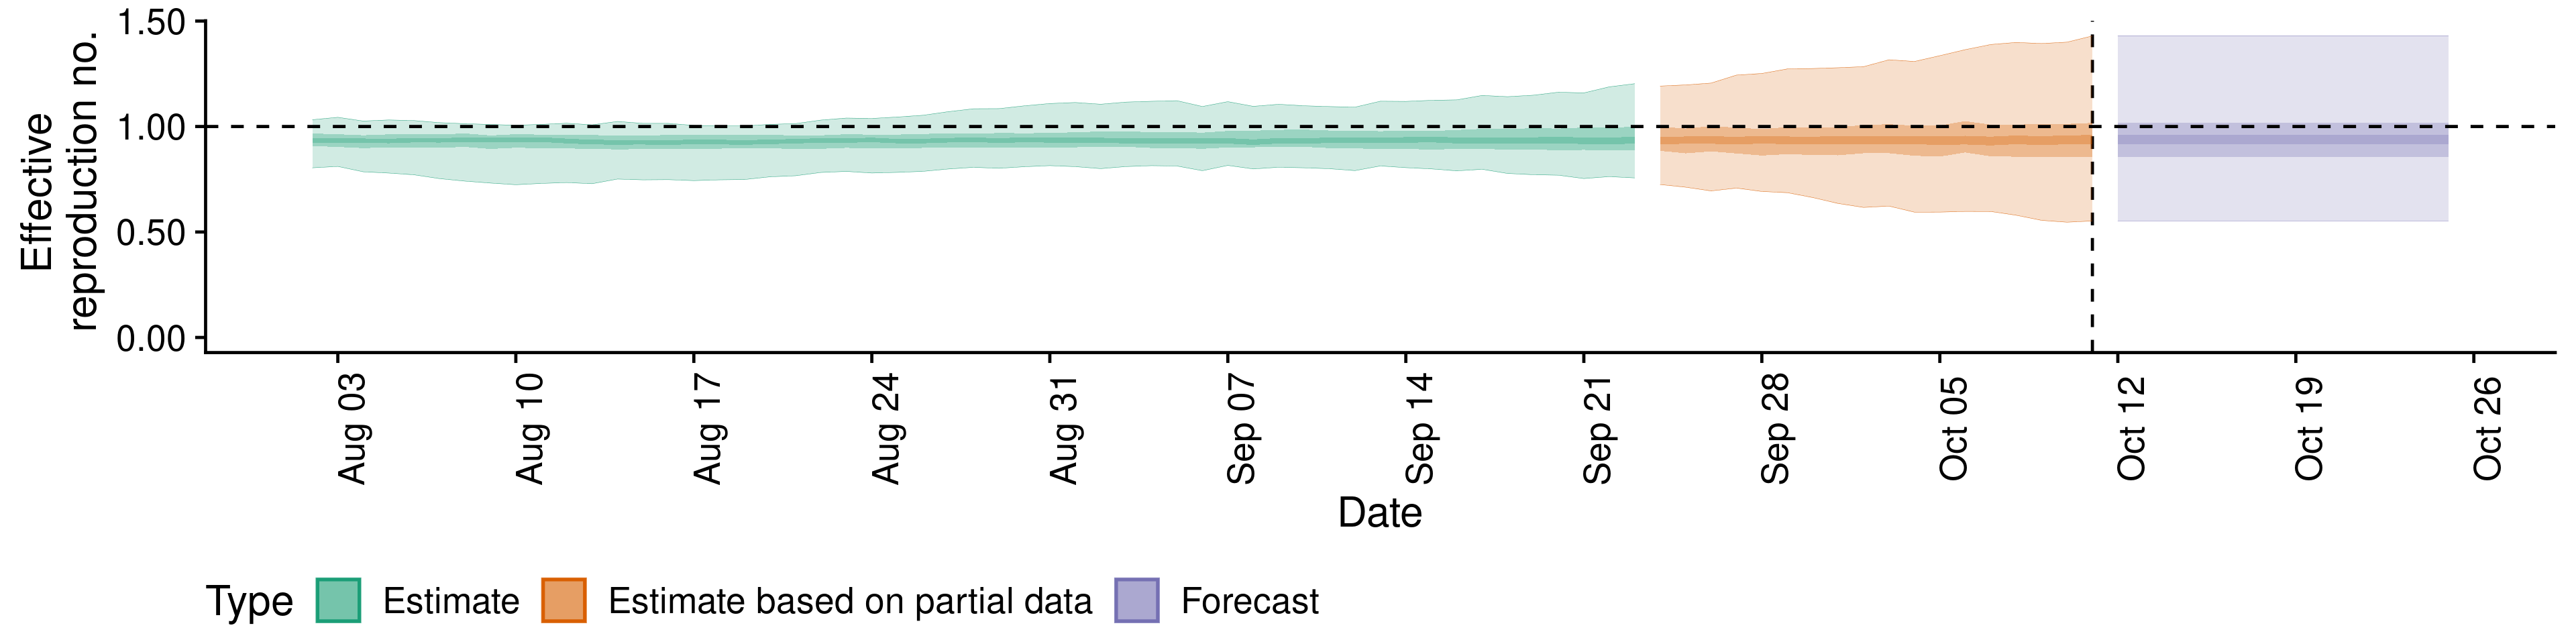 Effective
reproduction no.
1.50
1.00
0.50
0.00
Aug 03
Aug 10
Aug 17
Aug 24
Aug 31
Sep 07
Sep 14
Sep 21
Sep 28
Oct 05
Oct 12
Oct 19
Oct 26
Date
Type Estimate Estimate based on partial data Forecast